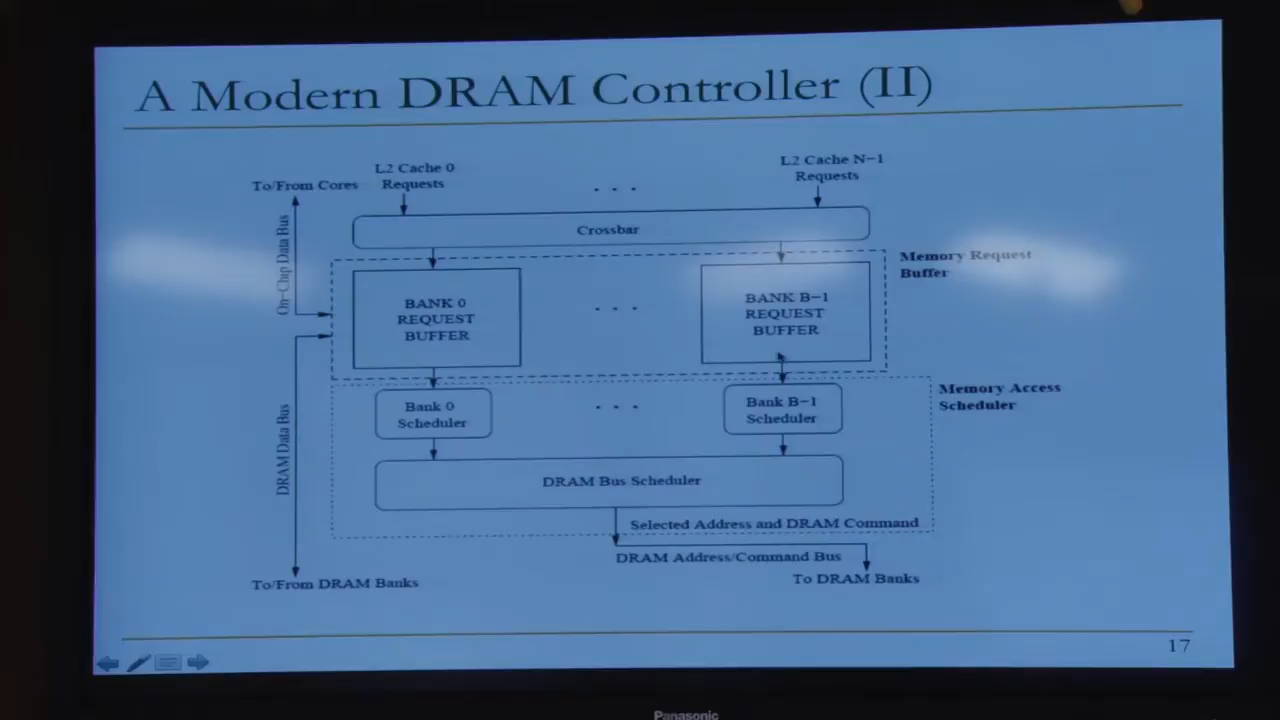 A Modern DRAM Controller (II)
L2 Cache 0
Requests
L2 Cache N−1
Requests
To/From Cores
. . .
Crossbar
On−Chip Data Bus
Memory Request
Buffer
BANK 0
REQUEST
BUFFER
. . .
BANK B−1
REQUEST
BUFFER
Memory Access
Scheduler
Bank 0
Scheduler
. . .
Bank B−1
Scheduler
DRAM Data Bus
DRAM Bus Scheduler
Selected Address and DRAM Command
DRAM Address/Command Bus
To/From DRAM Banks
To DRAM Banks
17
Panasonic